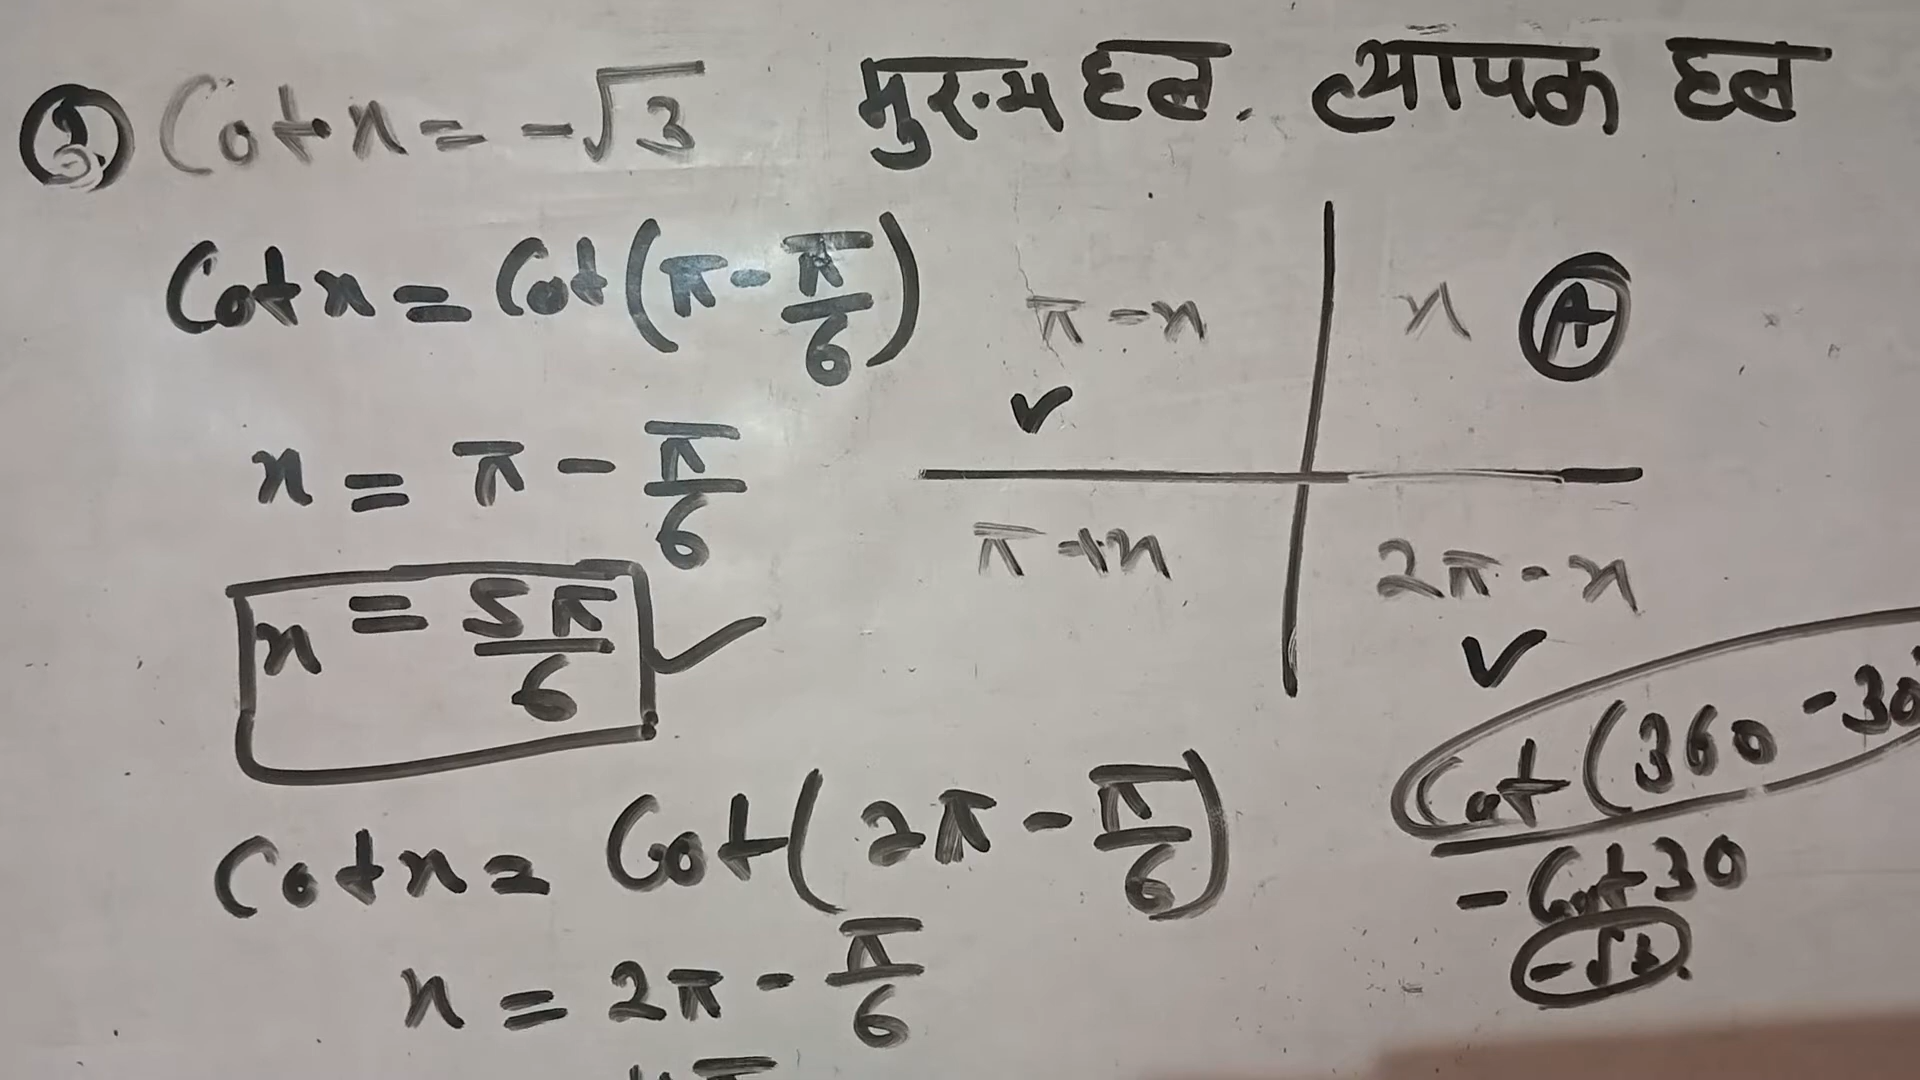 ③ Cot x = -√3 मुख्य हल. व्यापक हल
Cot x = Cot(π - π/6)
π - x
x
Ⓐ
✓
x = π - π/6
π + x
2π - x
✓
x = 5π/6 ✓
Cot (360 - 30
- Cot 30
-√3.
Cot x = Cot(2π - π/6)
x = 2π - π/6